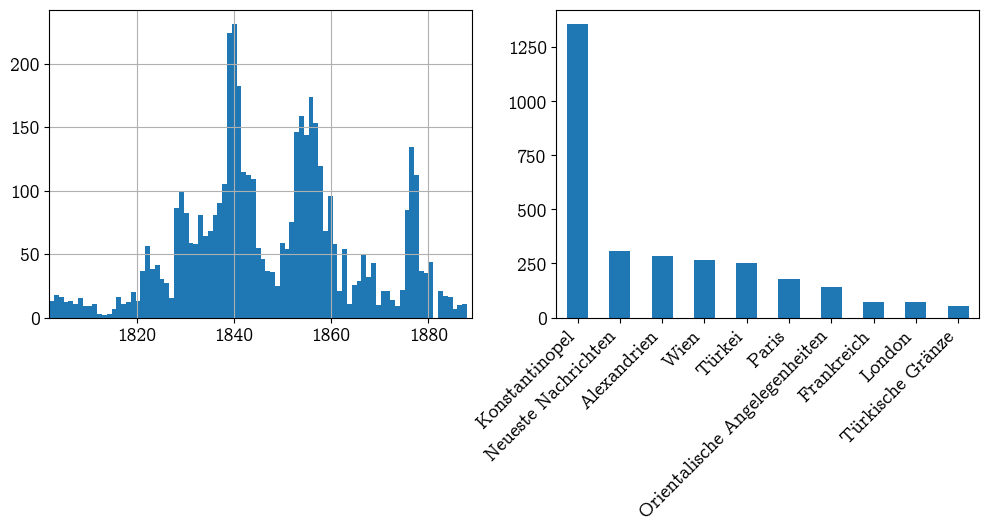 200
150
100
50
0
1820 1840 1860 1880
1250
1000
750
500
250
0
Konstantinopel
Neueste Nachrichten
Alexandrien
Wien
Türkei
Paris
Orientalische Angelegenheiten
Frankreich
London
Türkische Gränze